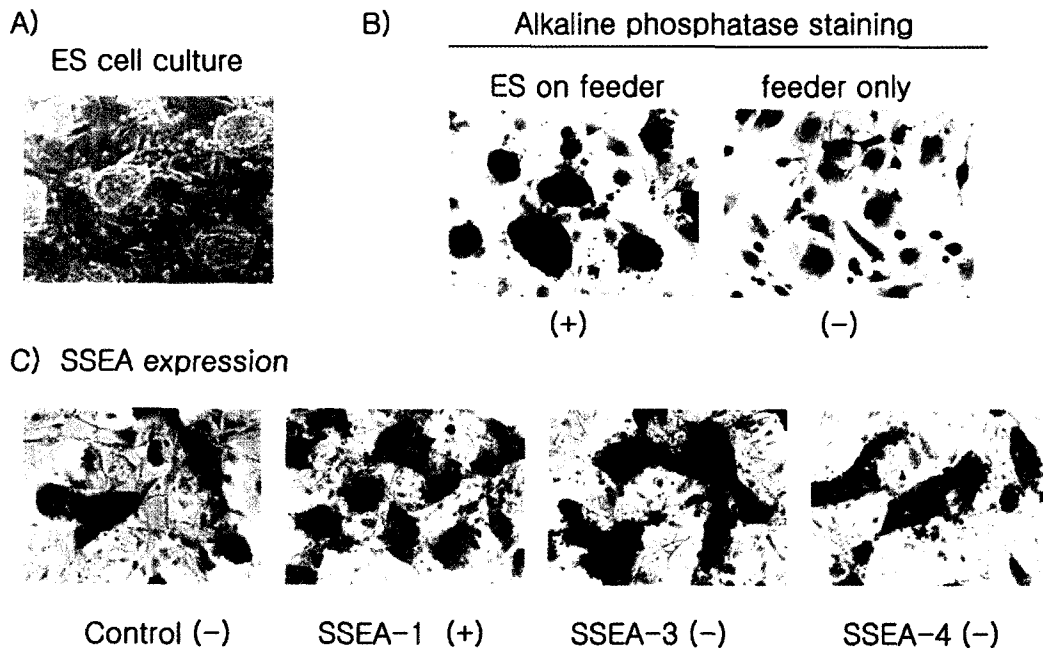 A)
ES cell culture
B)
Alkaline phosphatase staining
ES on feeder
feeder only
(+)
(−)
C) SSEA expression
Control (−)
SSEA−1 (+)
SSEA−3 (−)
SSEA−4 (−)